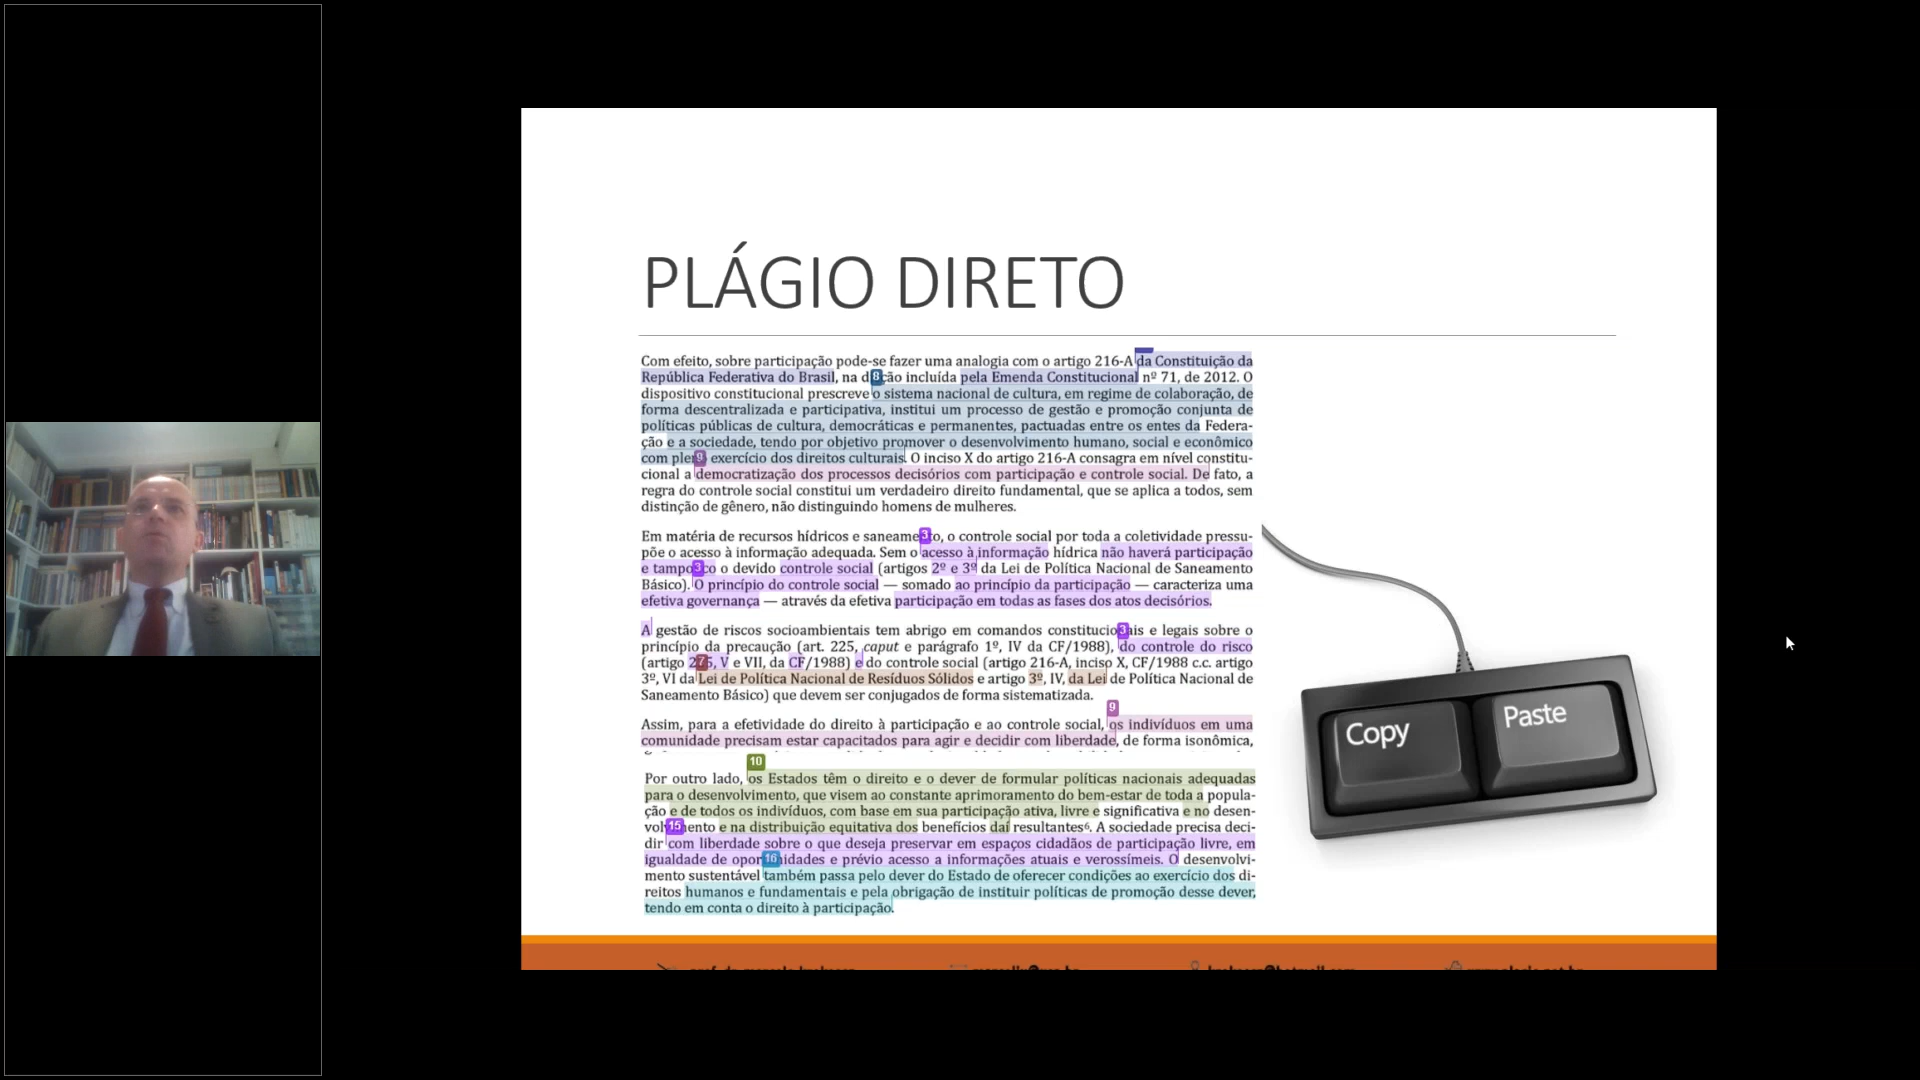 PLÁGIO DIRETO
Com efeito, sobre participação pode-se fazer uma analogia com o artigo 216-A da Constituição da
República Federativa do Brasil, na d 8 ção incluída pela Emenda Constitucional nº 71, de 2012. O
dispositivo constitucional prescreve o sistema nacional de cultura, em regime de colaboração, de
forma descentralizada e participativa, institui um processo de gestão e promoção conjunta de
políticas públicas de cultura, democráticas e permanentes, pactuadas entre os entes da Federa-
ção e a sociedade, tendo por objetivo promover o desenvolvimento humano, social e econômico
com plen 9 exercício dos direitos culturais. O inciso X do artigo 216-A consagra em nível constitu-
cional a democratização dos processos decisórios com participação e controle social. De fato, a
regra do controle social constitui um verdadeiro direito fundamental, que se aplica a todos, sem
distinção de gênero, não distinguindo homens de mulheres.
Em matéria de recursos hídricos e saneame 3 to, o controle social por toda a coletividade pressu-
põe o acesso à informação adequada. Sem o acesso à informação hídrica não haverá participação
e tampo 3 co o devido controle social (artigos 2º e 3º da Lei de Política Nacional de Saneamento
Básico). O princípio do controle social — somado ao princípio da participação — caracteriza uma
efetiva governança — através da efetiva participação em todas as fases dos atos decisórios.
A gestão de riscos socioambientais tem abrigo em comandos constitucio 3 ais e legais sobre o
princípio da precaução (art. 225, caput e parágrafo 1º, IV da CF/1988), do controle do risco
(artigo 2 7 5, V e VII, da CF/1988) e do controle social (artigo 216-A, inciso X, CF/1988 c.c. artigo
3º, VI da Lei de Política Nacional de Resíduos Sólidos e artigo 3º, IV, da Lei de Política Nacional de
Saneamento Básico) que devem ser conjugados de forma sistematizada.
9
Assim, para a efetividade do direito à participação e ao controle social, os indivíduos em uma
comunidade precisam estar capacitados para agir e decidir com liberdade, de forma isonômica,
10
Por outro lado, os Estados têm o direito e o dever de formular políticas nacionais adequadas
para o desenvolvimento, que visem ao constante aprimoramento do bem-estar de toda a popula-
ção e de todos os indivíduos, com base em sua participação ativa, livre e significativa e no desen-
volv 15 mento e na distribuição equitativa dos benefícios daí resultantes⁶. A sociedade precisa deci-
dir com liberdade sobre o que deseja preservar em espaços cidadãos de participação livre, em
igualdade de opor 16 nidades e prévio acesso a informações atuais e verossímeis. O desenvolvi-
mento sustentável também passa pelo dever do Estado de oferecer condições ao exercício dos di-
reitos humanos e fundamentais e pela obrigação de instituir políticas de promoção desse dever,
tendo em conta o direito à participação.
Copy
Paste